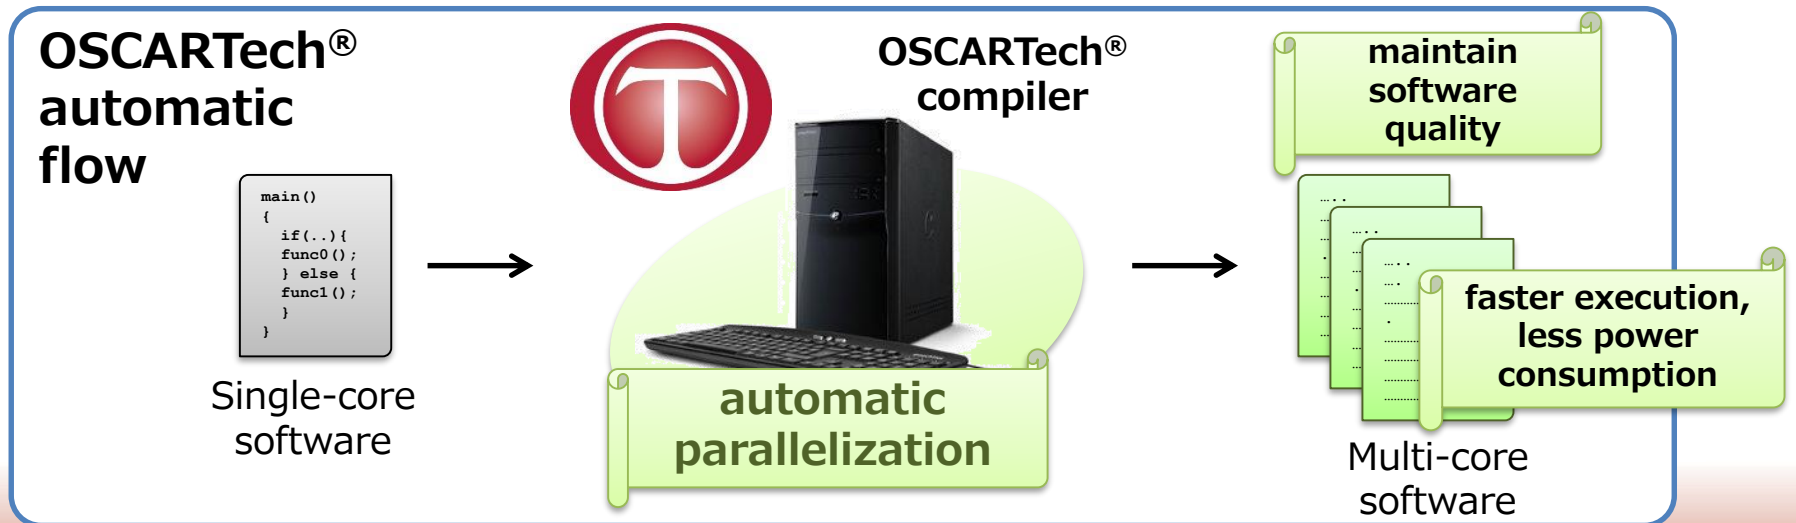 OSCARTech®
automatic
flow
main()
{
if(..){
func0();
} else {
func1();
}
}
Single-core
software
T
OSCARTech®
compiler
automatic
parallelization
maintain
software
quality
faster execution,
less power
consumption
Multi-core
software